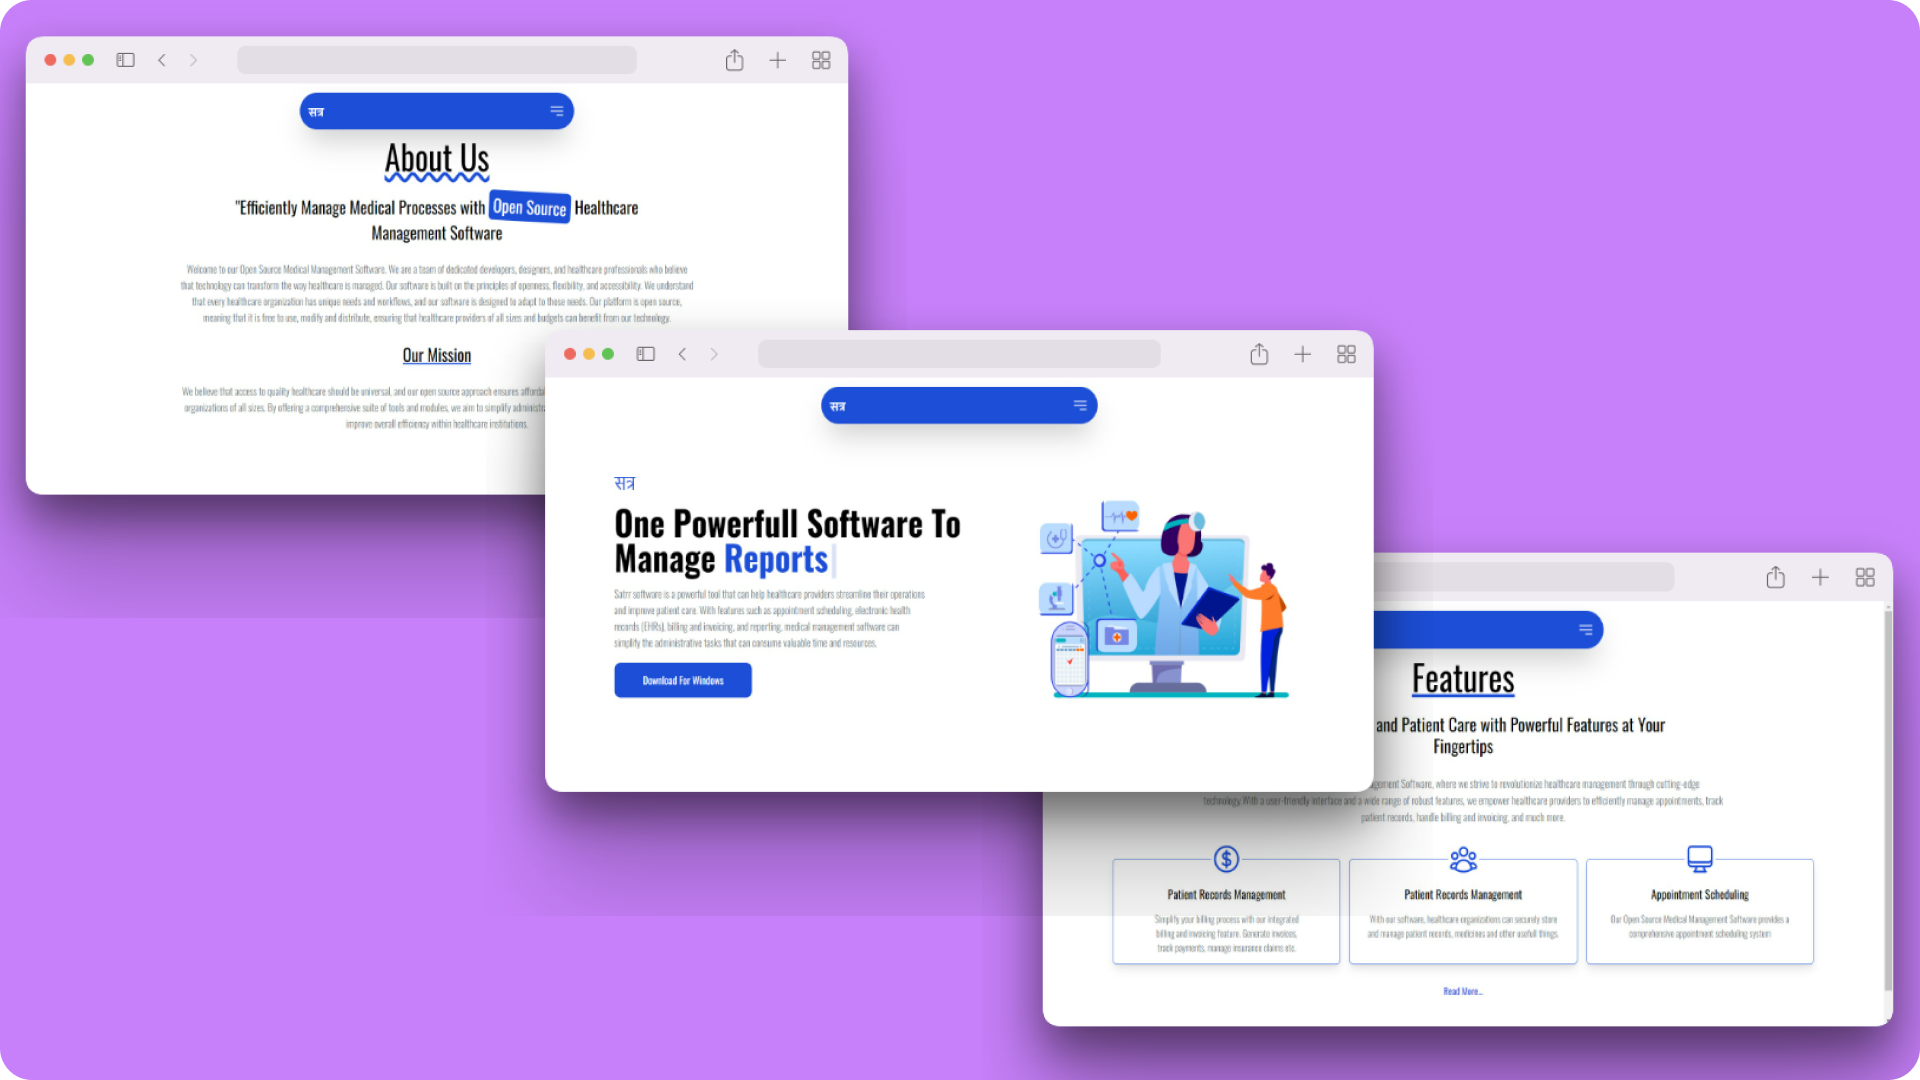 सत्र
About Us
"Efficiently Manage Medical Processes with Open Source Healthcare
Management Software
Welcome to our Open Source Medical Management Software. We are a team of dedicated developers, designers, and healthcare professionals who believe
that technology can transform the way healthcare is managed. Our software is built on the principles of openness, flexibility, and accessibility. We understand
that every healthcare organization has unique needs and workflows, and our software is designed to adapt to those needs. Our platform is open source,
meaning that it is free to use, modify and distribute, ensuring that healthcare providers of all sizes and budgets can benefit from our technology.
Our Mission
We believe that access to quality healthcare should be universal, and our open source approach ensures
organizations of all sizes. By offering a comprehensive suite of tools and modules, we aim to simplify
improve overall efficiency within healthcare institutions.
सत्र
सत्र
One Powerfull Software To
Manage Reports
Satrr software is a powerful tool that can help healthcare providers streamline their operations
and improve patient care. With features such as appointment scheduling, electronic health
records (EHRs), billing and invoicing, and reporting, medical management software can
simplify the administrative tasks that can consume valuable time and resources.
Download For Windows
Features
and Patient Care with Powerful Features at Your
Fingertips
Software, where we strive to revolutionize healthcare management through cutting-edge
technology.With a user-friendly interface and a wide range of robust features, we empower healthcare providers to efficiently manage appointments, track
patient records, handle billing and invoicing, and much more.
Patient Records Management
Simplify your billing process with our integrated
billing and invoicing feature. Generate invoices,
track payments, manage insurance claims etc.
Patient Records Management
With our software, healthcare organizations can securely store
and manage patient records, medicines and other usefull things.
Appointment Scheduling
Our Open Source Medical Management Software provides a
comprehensive appointment scheduling system
Read More...